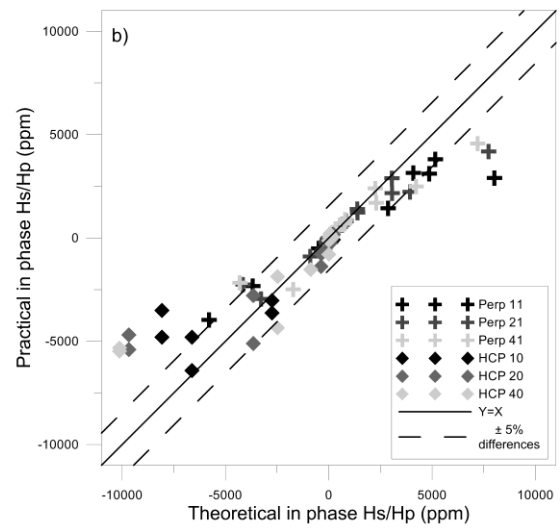 b)
Practical in phase Hs/Hp (ppm)
10000
5000
0
-5000
-10000
Perp 11
Perp 21
Perp 41
HCP 10
HCP 20
HCP 40
Y=X
± 5%
differences
-10000 -5000 0 5000 10000
Theoretical in phase Hs/Hp (ppm)